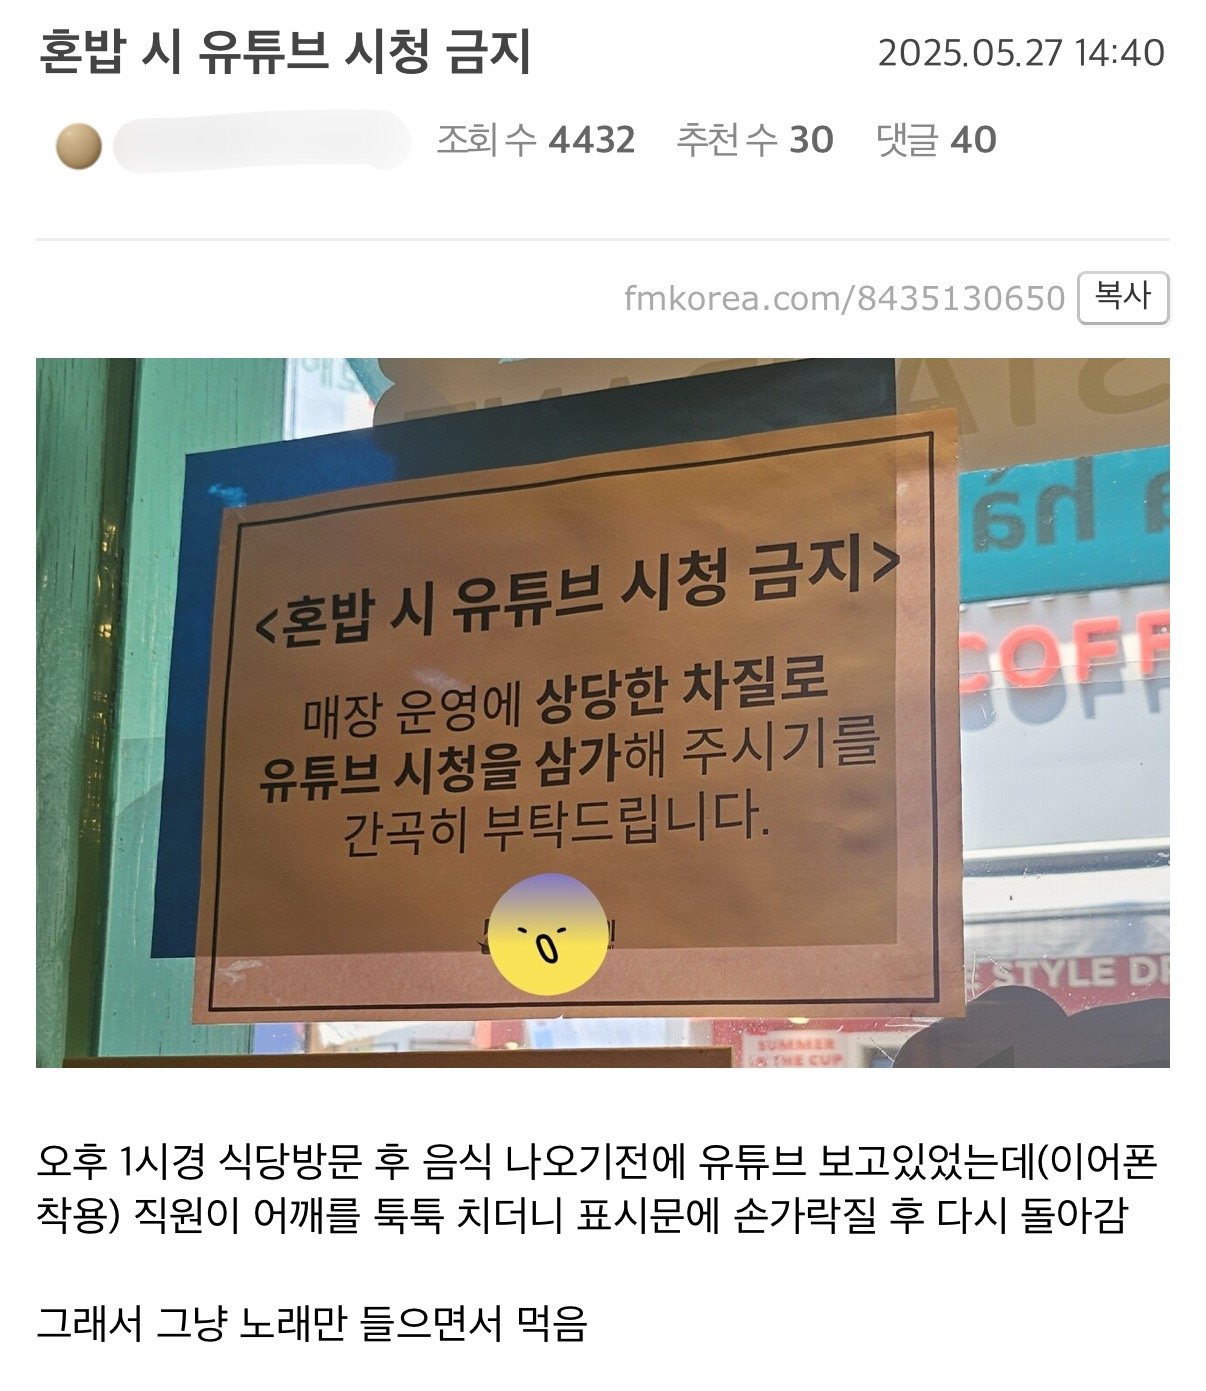 혼밥 시 유튜브 시청 금지
2025.05.27 14:40
조회 수 4432 추천 수 30 댓글 40
fmkorea.com/8435130650 복사
<혼밥 시 유튜브 시청 금지>
매장 운영에 상당한 차질로
유튜브 시청을 삼가해 주시기를
간곡히 부탁드립니다.
COFF
STYLE
SUMMER
IN THE CUP
오후 1시경 식당방문 후 음식 나오기전에 유튜브 보고있었는데(이어폰
착용) 직원이 어깨를 툭툭 치더니 표시문에 손가락질 후 다시 돌아감
그래서 그냥 노래만 들으면서 먹음